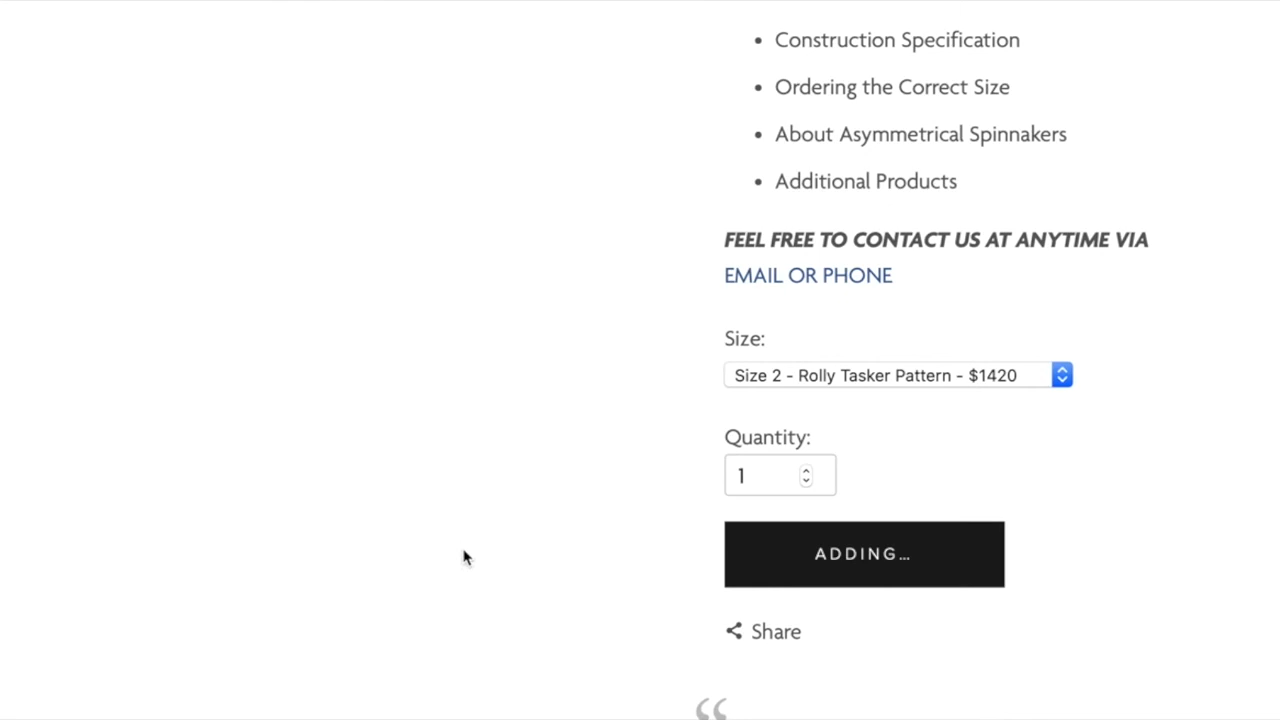 Construction Specification
Ordering the Correct Size
About Asymmetrical Spinnakers
Additional Products
FEEL FREE TO CONTACT US AT ANYTIME VIA
EMAIL OR PHONE
Size:
Size 2 - Rolly Tasker Pattern - $1420
Quantity:
1
ADDING…
Share
“